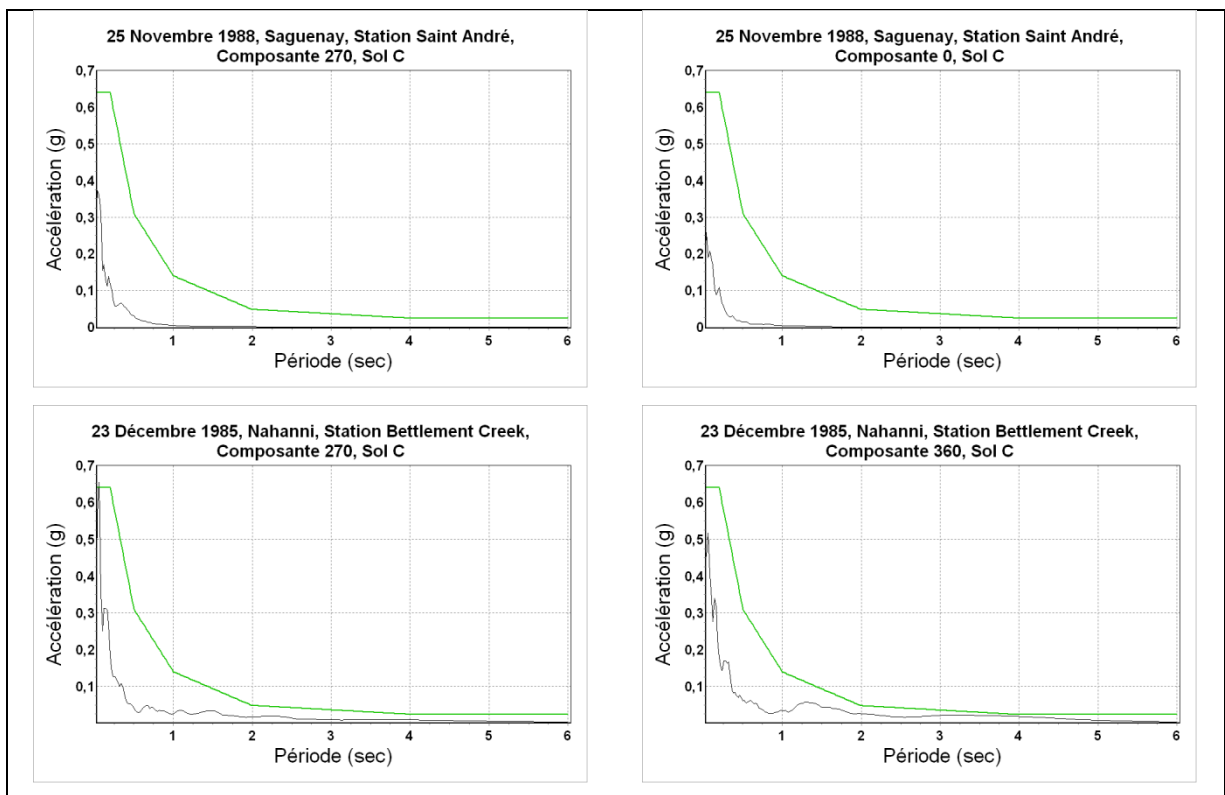 25 Novembre 1988, Saguenay, Station Saint André,
Composante 270, Sol C
0,7
0,6
0,5
0,4
0,3
0,2
0,1
0
Accélération (g)
1 2 3 4 5 6
Période (sec)
25 Novembre 1988, Saguenay, Station Saint André,
Composante 0, Sol C
0,7
0,6
0,5
0,4
0,3
0,2
0,1
0
Accélération (g)
1 2 3 4 5 6
Période (sec)
23 Décembre 1985, Nahanni, Station Bettlement Creek,
Composante 270, Sol C
0,7
0,6
0,5
0,4
0,3
0,2
0,1
Accélération (g)
1 2 3 4 5 6
Période (sec)
23 Décembre 1985, Nahanni, Station Bettlement Creek,
Composante 360, Sol C
0,7
0,6
0,5
0,4
0,3
0,2
0,1
Accélération (g)
1 2 3 4 5 6
Période (sec)